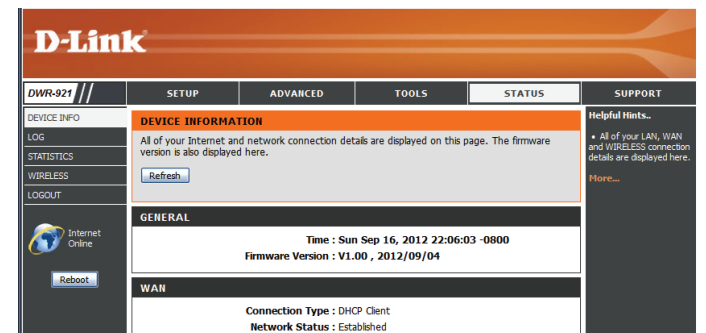 D-Link
DWR-921
SETUP
ADVANCED
TOOLS
STATUS
SUPPORT
DEVICE INFO
LOG
STATISTICS
WIRELESS
LOGOUT
Internet
Online
Reboot
DEVICE INFORMATION
All of your Internet and network connection details are displayed on this page. The firmware
version is also displayed here.
Refresh
GENERAL
Time : Sun Sep 16, 2012 22:06:03 -0800
Firmware Version : V1.00 , 2012/09/04
WAN
Connection Type : DHCP Client
Network Status : Established
Helpful Hints..
• All of your LAN, WAN
and WIRELESS connection
details are displayed here.
More...